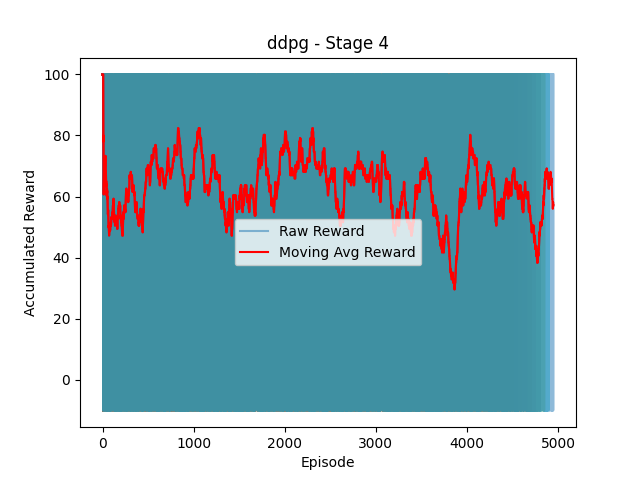 ddpg - Stage 4
100
80
60
40
20
0
Accumulated Reward
Raw Reward
Moving Avg Reward
0 1000 2000 3000 4000 5000
Episode